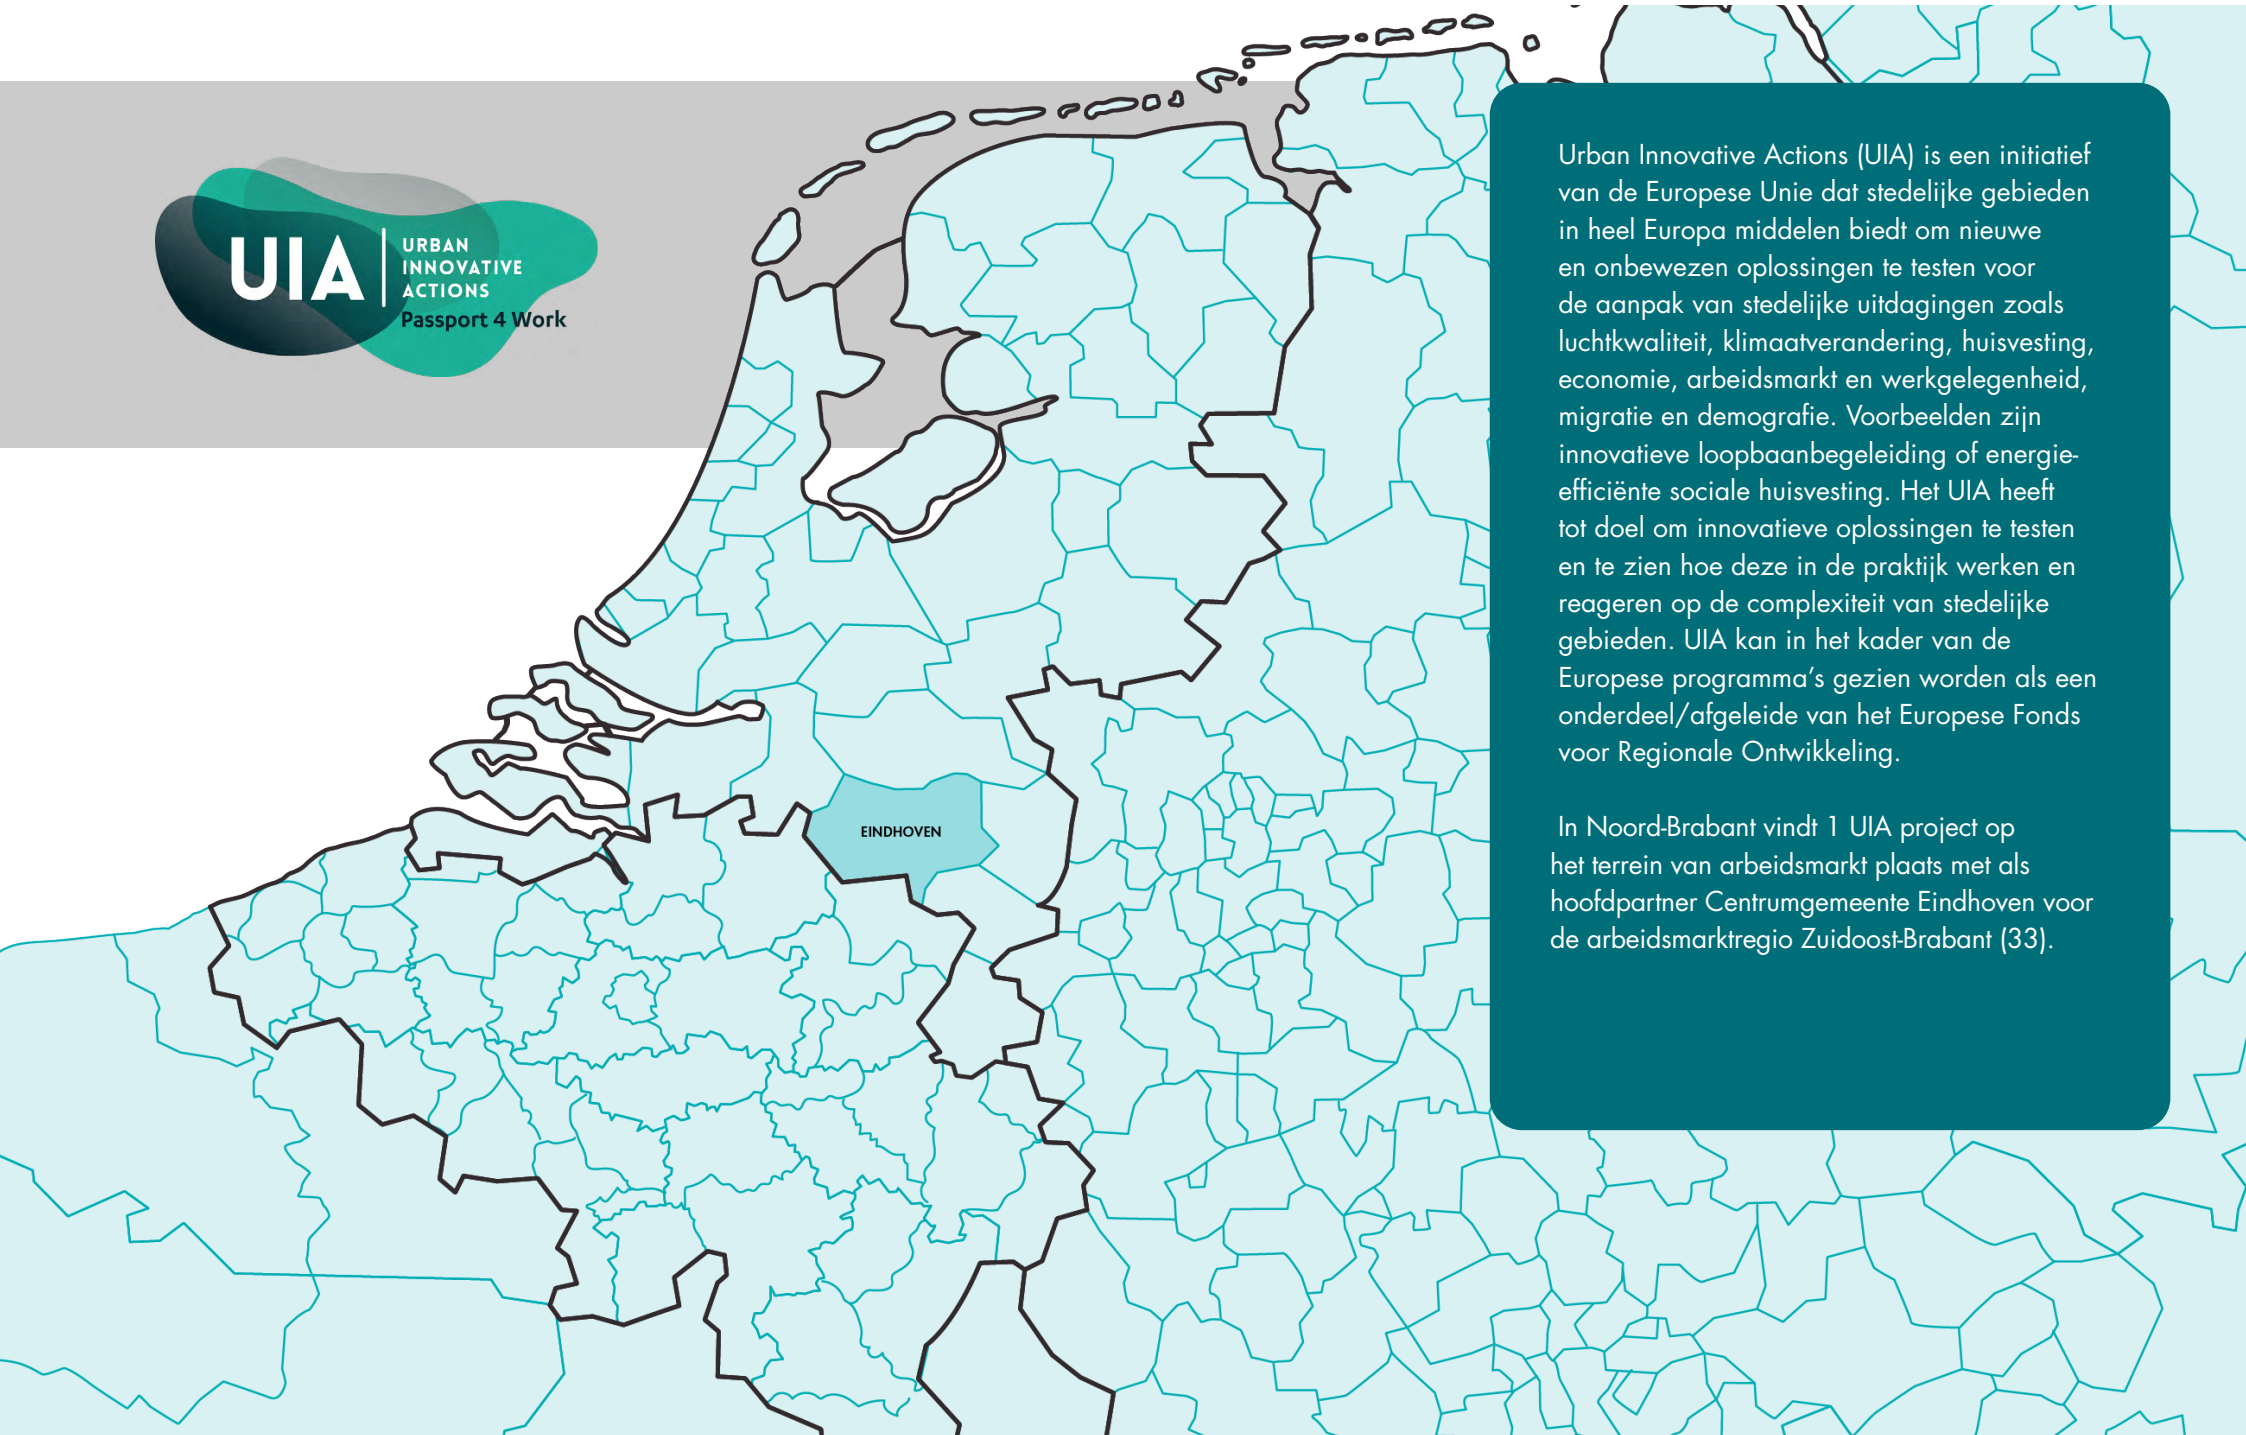 UIA
URBAN
INNOVATIVE
ACTIONS
Passport 4 Work
EINDHOVEN
Urban Innovative Actions (UIA) is een initiatief
van de Europese Unie dat stedelijke gebieden
in heel Europa middelen biedt om nieuwe
en onbewezen oplossingen te testen voor
de aanpak van stedelijke uitdagingen zoals
luchtkwaliteit, klimaatverandering, huisvesting,
economie, arbeidsmarkt en werkgelegenheid,
migratie en demografie. Voorbeelden zijn
innovatieve loopbaanbegeleiding of energie-
efficiënte sociale huisvesting. Het UIA heeft
tot doel om innovatieve oplossingen te testen
en te zien hoe deze in de praktijk werken en
reageren op de complexiteit van stedelijke
gebieden. UIA kan in het kader van de
Europese programma’s gezien worden als een
onderdeel/afgeleide van het Europese Fonds
voor Regionale Ontwikkeling.
In Noord-Brabant vindt 1 UIA project op
het terrein van arbeidsmarkt plaats met als
hoofdpartner Centrumgemeente Eindhoven voor
de arbeidsmarktregio Zuidoost-Brabant (33).